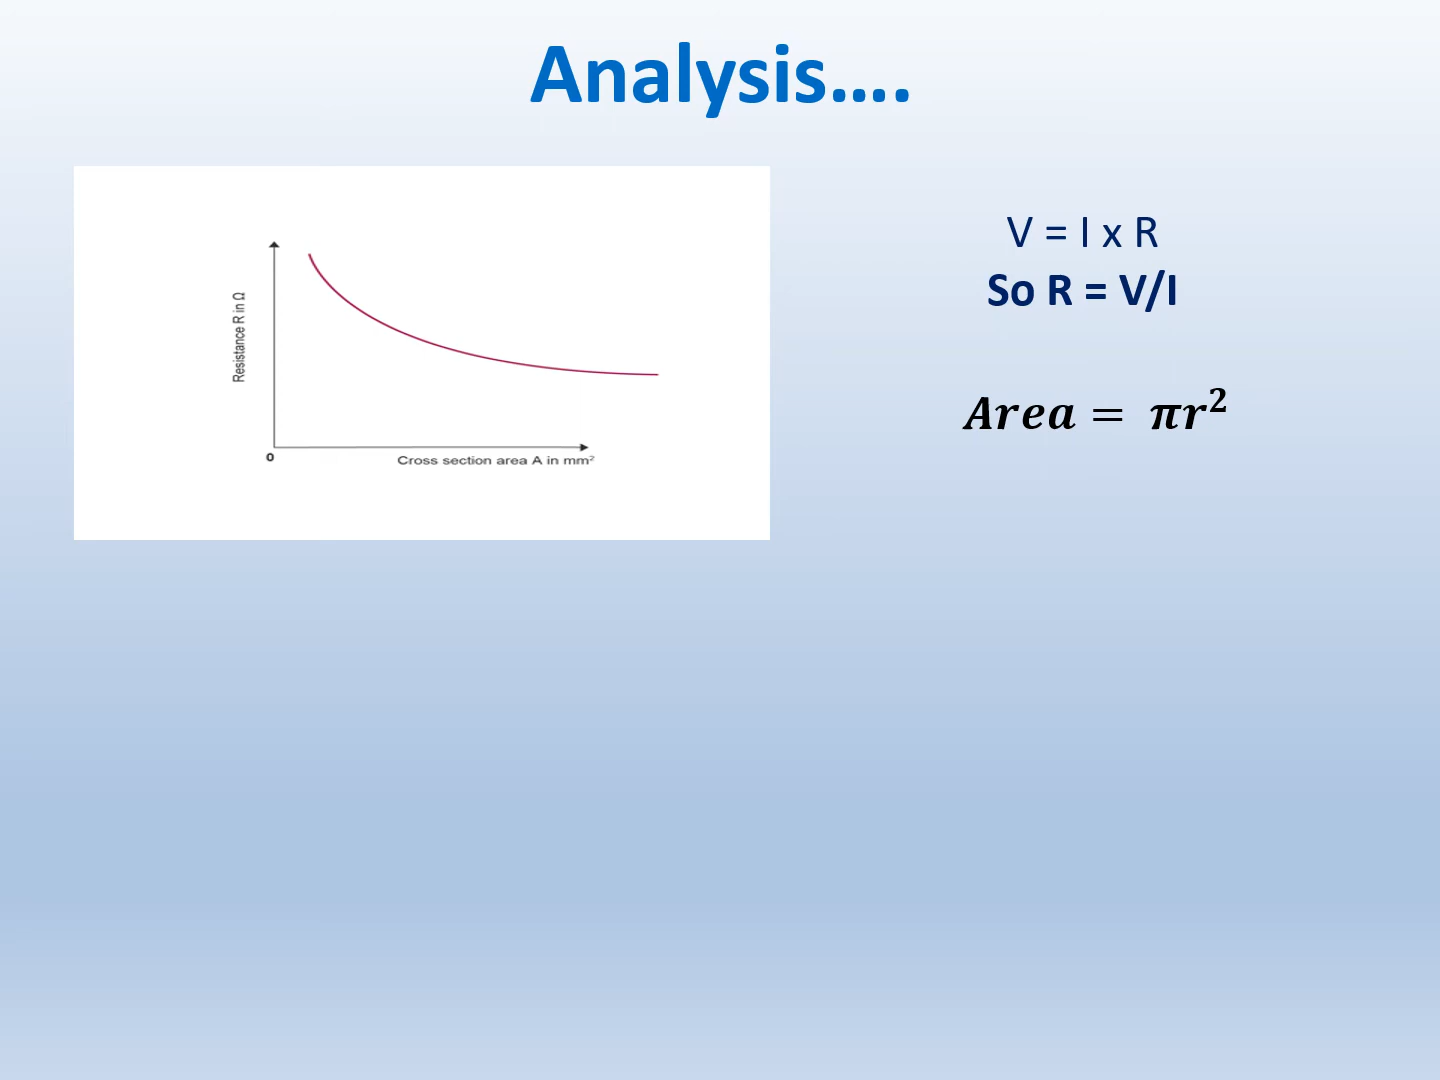 Analysis....
Resistance R in Ω
0
Cross section area A in mm²
V = I x R
So R = V/I
Area = πr²